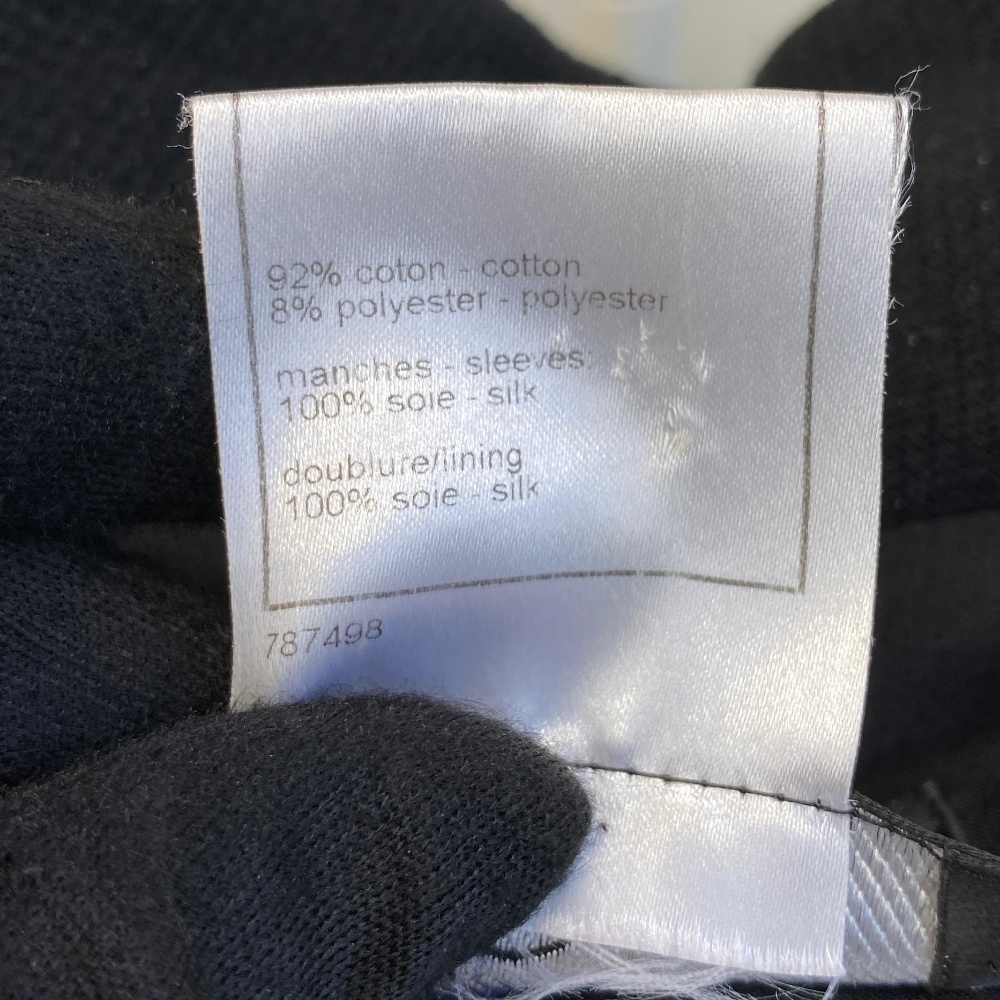 92% coton - cotton
8% polyester - polyester
manches - sleeves:
100% soie - silk
doublure/lining
100% soie - silk
787498